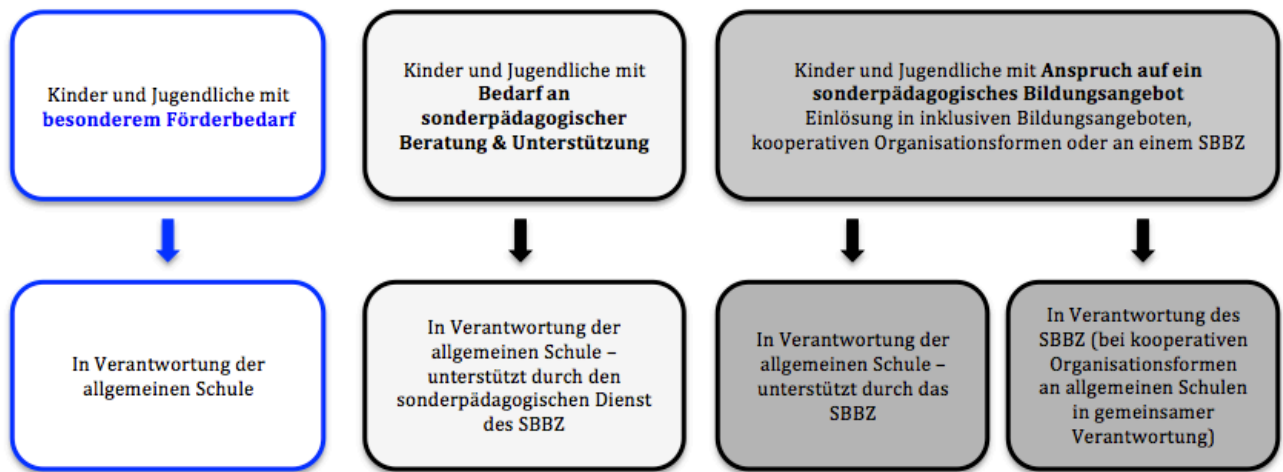 Kinder und Jugendliche mit
besonderem Förderbedarf
Kinder und Jugendliche mit
Bedarf an
sonderpädagogischer
Beratung & Unterstützung
Kinder und Jugendliche mit Anspruch auf ein
sonderpädagogisches Bildungsangebot
Einlösung in inklusiven Bildungsangeboten,
kooperativen Organisationsformen oder an einem SBBZ
In Verantwortung der
allgemeinen Schule
In Verantwortung der
allgemeinen Schule –
unterstützt durch den
sonderpädagogischen Dienst
des SBBZ
In Verantwortung der
allgemeinen Schule –
unterstützt durch das
SBBZ
In Verantwortung des
SBBZ (bei kooperativen
Organisationsformen
an allgemeinen Schulen
in gemeinsamer
Verantwortung)